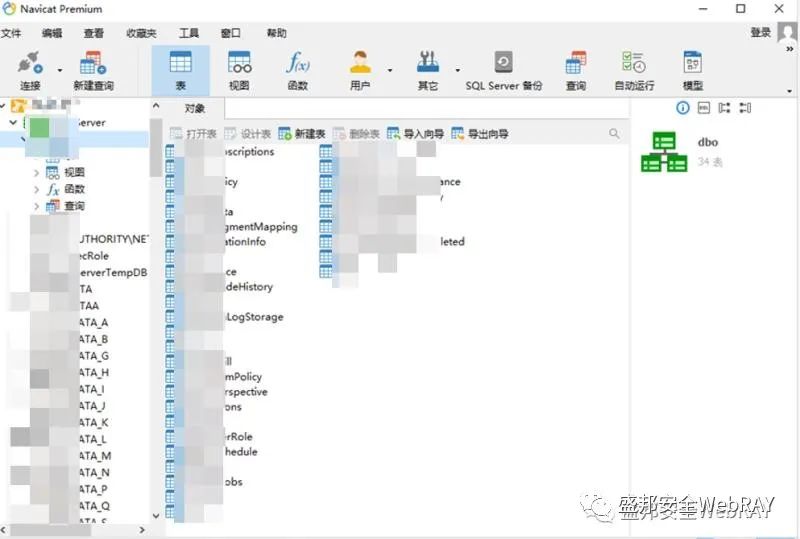 Navicat Premium
文件 编辑 查看 收藏夹 工具 窗口 帮助 登录
连接 新建查询 表 视图 函数 用户 其它 SQL Server 备份 查询 自动运行 模型
对象
打开表 设计表 新建表 删除表 导入向导 导出向导
Server
视图
函数
查询
UTHORITY\NET
ecRole
erverTempDB
TA
TAA
ATA_A
ATA_B
ATA_G
ATA_H
ATA_I
ATA_J
ATA_K
ATA_L
ATA_M
ATA_N
ATA_P
ATA_Q
scriptions
icy
ta
gmentMapping
ationInfo
ce
deHistory
LogStorage
ll
mPolicy
rspective
ons
erRole
hedule
obs
ance
leted
dbo
34 表
盛邦安全WebRAY